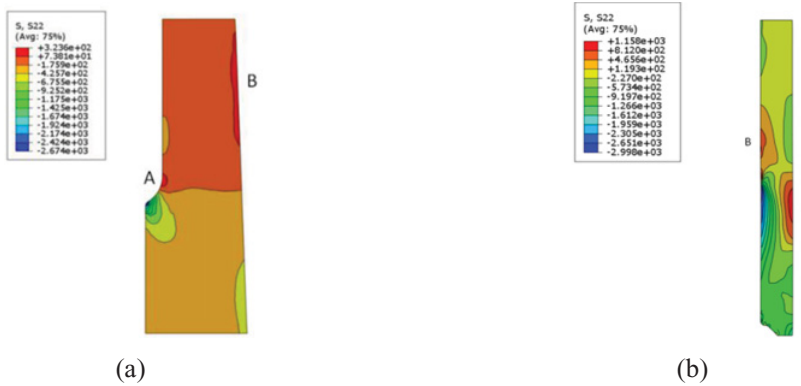 S, S22
(Avg: 75%)
+3.236e+02
+7.381e+01
-1.759e+02
-4.257e+02
-6.755e+02
-9.252e+02
-1.175e+03
-1.425e+03
-1.674e+03
-1.924e+03
-2.174e+03
-2.424e+03
-2.674e+03
B
A
(a)
S, S22
(Avg: 75%)
+1.158e+03
+8.120e+02
+4.656e+02
+1.193e+02
-2.270e+02
-5.734e+02
-9.197e+02
-1.266e+03
-1.612e+03
-1.959e+03
-2.305e+03
-2.651e+03
-2.998e+03
B
(b)